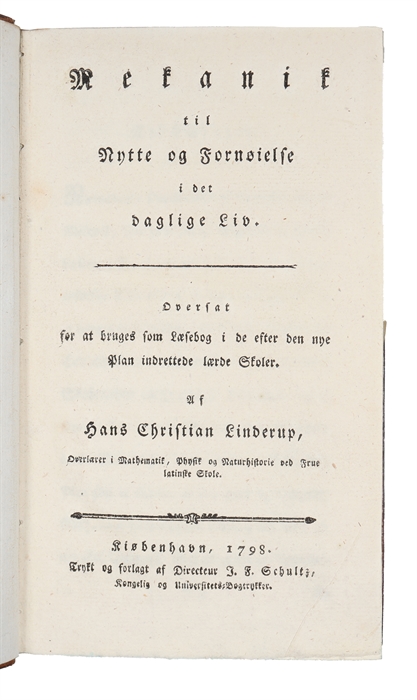 Mekanik
til
Nytte og Fornøielse
i det
daglige Liv.
Oversat
før at bruges som Læsebog i de efter den nye
Plan indrettede lærde Skoler.
Af
Hans Christian Linderup,
Overlærer i Mathematik, Physik og Naturhistorie ved Frue
latinske Skole.
Kiøbenhavn, 1798.
Trykt og forlagt af Directeur J. F. Schultz,
Kongelig og Universitets-Bogtrykker.